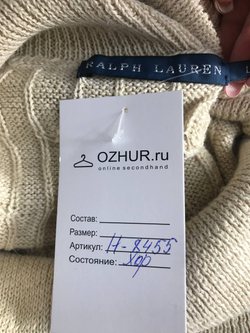 RALPH LAUREN
L
OZHUR.ru
online secondhand
Состав:
Размер:
Артикул: Н-8455
Состояние: хор